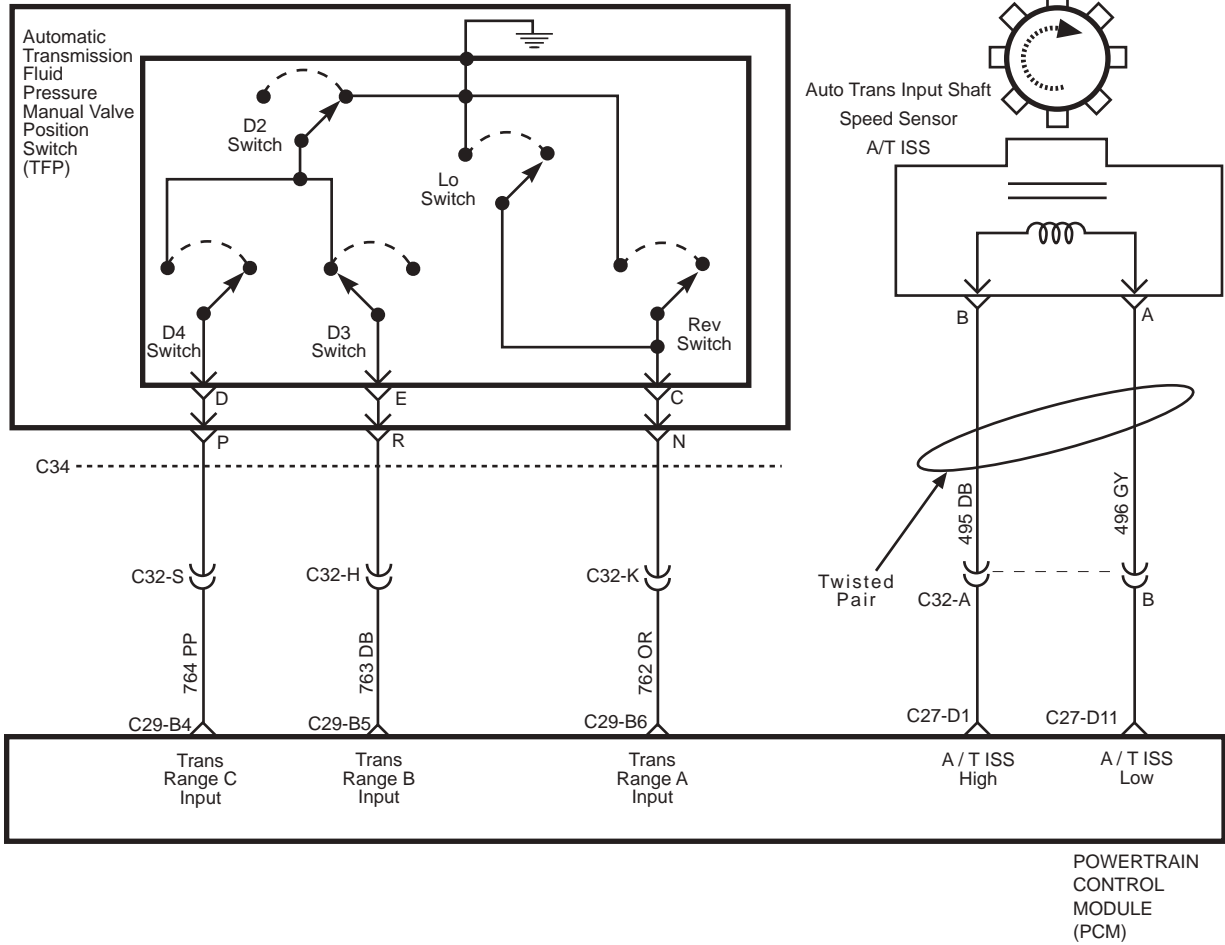 Automatic
Transmission
Fluid
Pressure
Manual Valve
Position
Switch
(TFP)
D2
Switch
Lo
Switch
D4
Switch
D3
Switch
Rev
Switch
D
E
C
P
R
N
C34
C32-S
C32-H
C32-K
764 PP
763 DB
762 OR
C29-B4
C29-B5
C29-B6
Auto Trans Input Shaft
Speed Sensor
A/T ISS
B
A
495 DB
496 GY
Twisted
Pair
C32-A
B
C27-D1
C27-D11
Trans
Range C
Input
Trans
Range B
Input
Trans
Range A
Input
A / T ISS
High
A / T ISS
Low
POWERTRAIN
CONTROL
MODULE
(PCM)